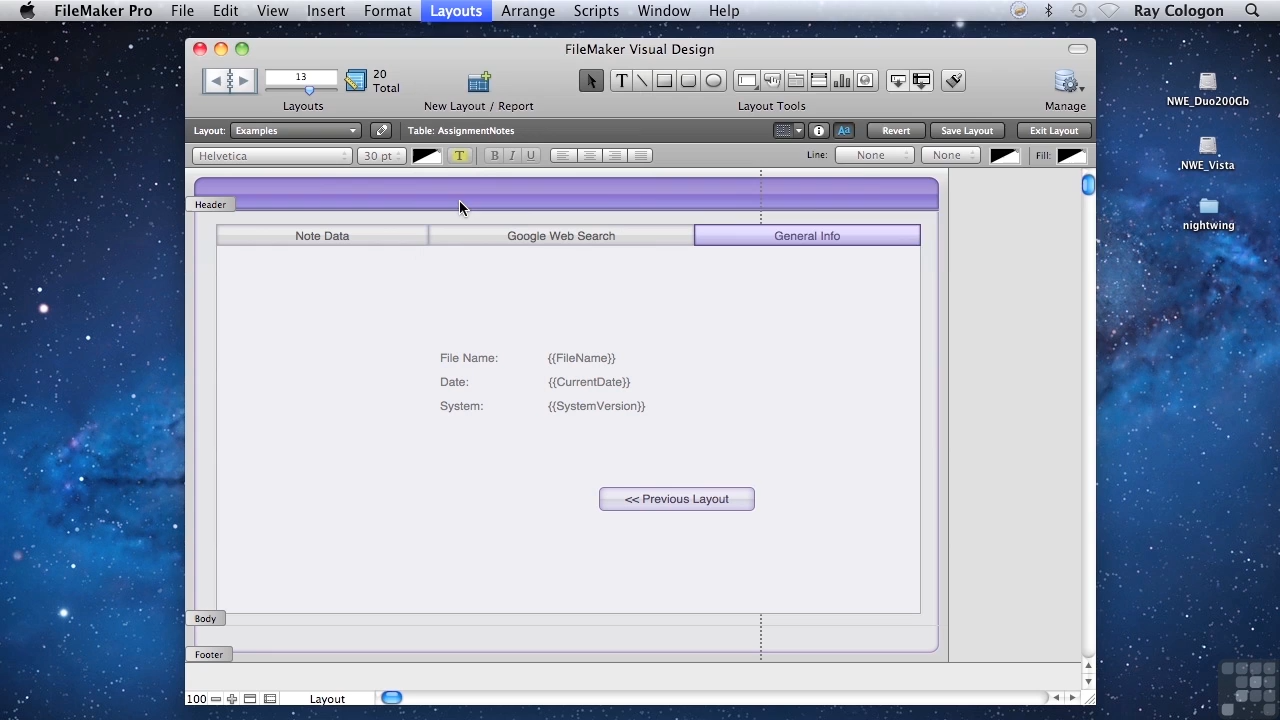 FileMaker Pro File Edit View Insert Format Layouts Arrange Scripts Window Help Ray Cologon
FileMaker Visual Design
13
20
Total
Layouts
New Layout / Report
T
Layout Tools
Manage
Layout: Examples
Table: AssignmentNotes
Aa
Revert
Save Layout
Exit Layout
Helvetica
30 pt
T
B I U
Line:
None
None
Fill:
Header
Note Data
Google Web Search
General Info
File Name: {{FileName}}
Date: {{CurrentDate}}
System: {{SystemVersion}}
<< Previous Layout
Body
Footer
100
Layout
NWE_Duo200Gb
NWE_Vista
nightwing